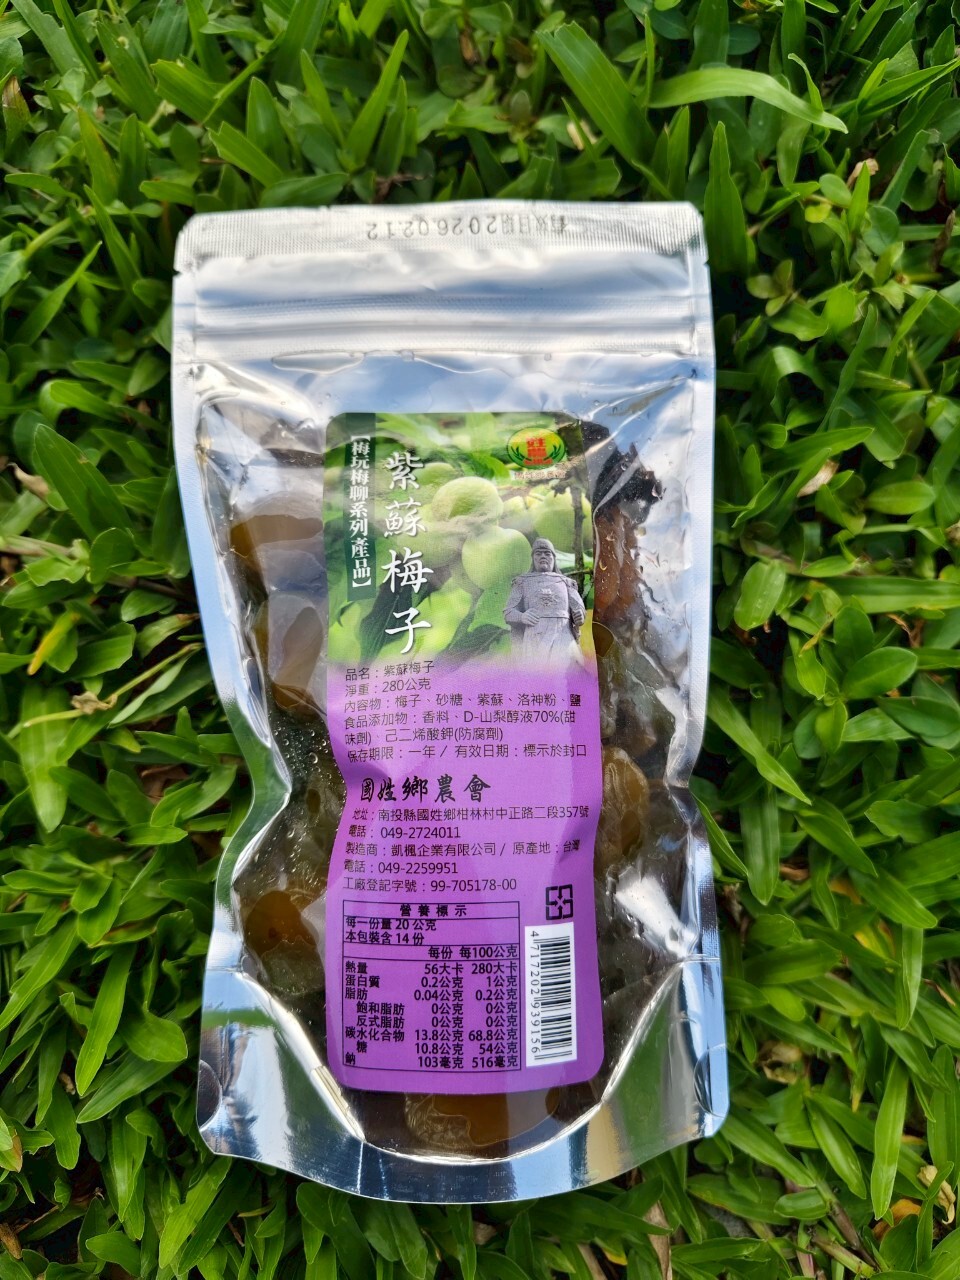 有效日期2026.02.12
【梅玩梅聊系列產品】
紫蘇梅子
品名：紫蘇梅子
淨重：280公克
內容物：梅子、砂糖、紫蘇、洛神粉、鹽
食品添加物：香料、D-山梨醇液70%(甜
味劑)、己二烯酸鉀(防腐劑)
保存期限：一年 / 有效日期：標示於封口
國姓鄉農會
地址：南投縣國姓鄉柑林村中正路二段357號
電話：049-2724011
製造商：凱楓企業有限公司 / 原產地：台灣
電話：049-2259951
工廠登記字號：99-705178-00
營養標示
每一份量 20 公克
本包裝含 14 份
每份 每100公克
熱量 56大卡 280大卡
蛋白質 0.2公克 1公克
脂肪 0.04公克 0.2公克
飽和脂肪 0公克 0公克
反式脂肪 0公克 0公克
碳水化合物 13.8公克 68.8公克
糖 10.8公克 54公克
鈉 103毫克 516毫克
4717202939156